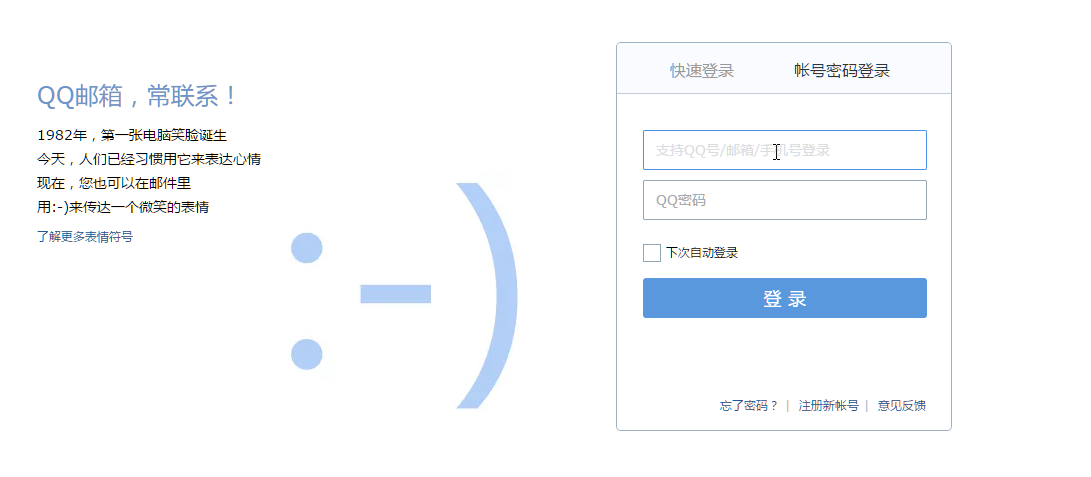 QQ邮箱，常联系！
1982年，第一张电脑笑脸诞生
今天，人们已经习惯用它来表达心情
现在，您也可以在邮件里
用:-)来传达一个微笑的表情
了解更多表情符号
:-)
快速登录 帐号密码登录
支持QQ号/邮箱/手机号登录
QQ密码
下次自动登录
登 录
忘了密码？ | 注册新帐号 | 意见反馈